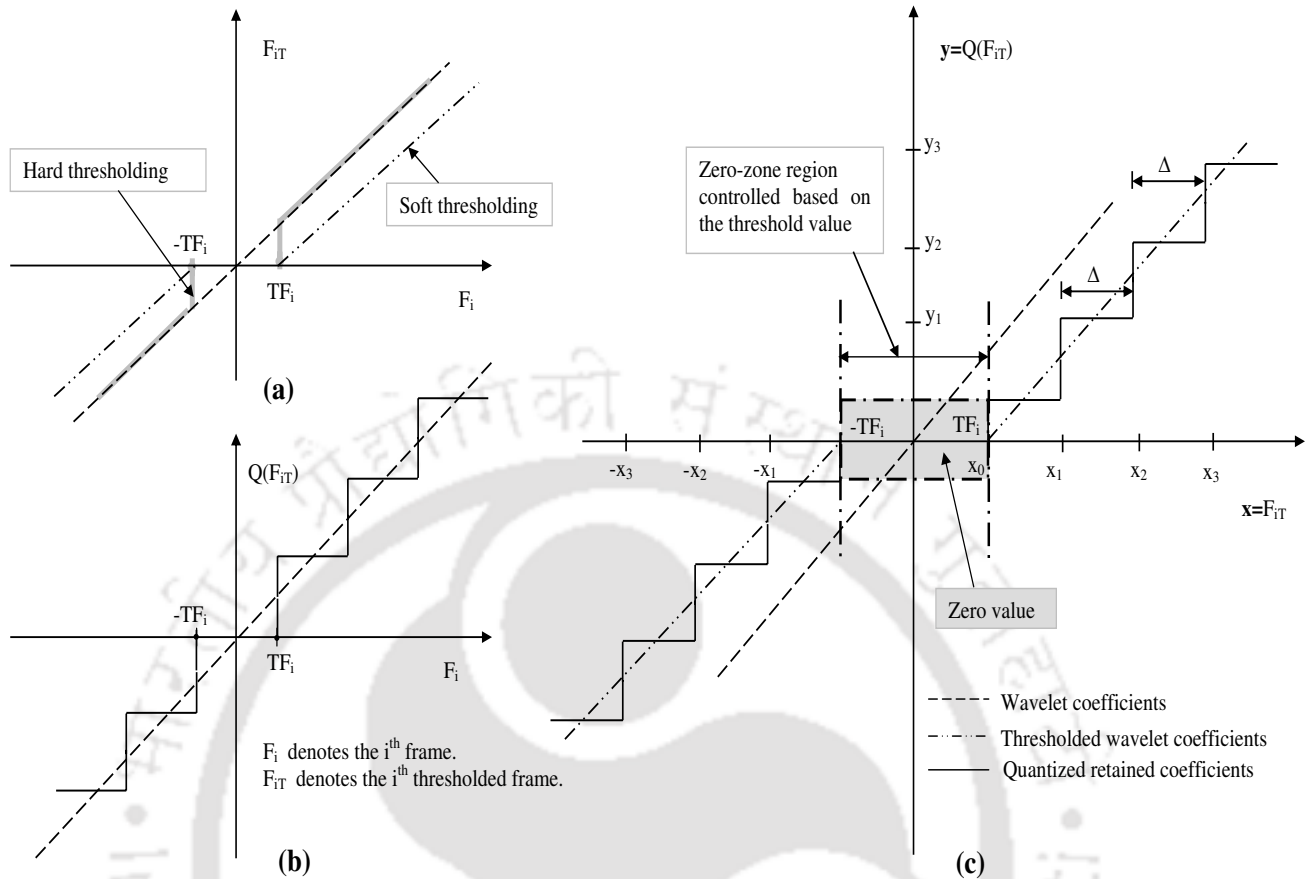 F_iT
Hard thresholding
Soft thresholding
-TF_i
TF_i
F_i
(a)
Q(F_iT)
-TF_i
TF_i
F_i
F_i denotes the i^th frame.
F_iT denotes the i^th thresholded frame.
(b)
y=Q(F_iT)
y_3
Zero-zone region
controlled based on
the threshold value
Δ
y_2
Δ
y_1
-TF_i
TF_i
-x_3
-x_2
-x_1
x_0
x_1
x_2
x_3
x=F_iT
Zero value
Wavelet coefficients
Thresholded wavelet coefficients
Quantized retained coefficients
(c)